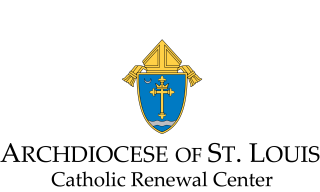 ARCHDIOCESE OF ST. LOUIS
Catholic Renewal Center